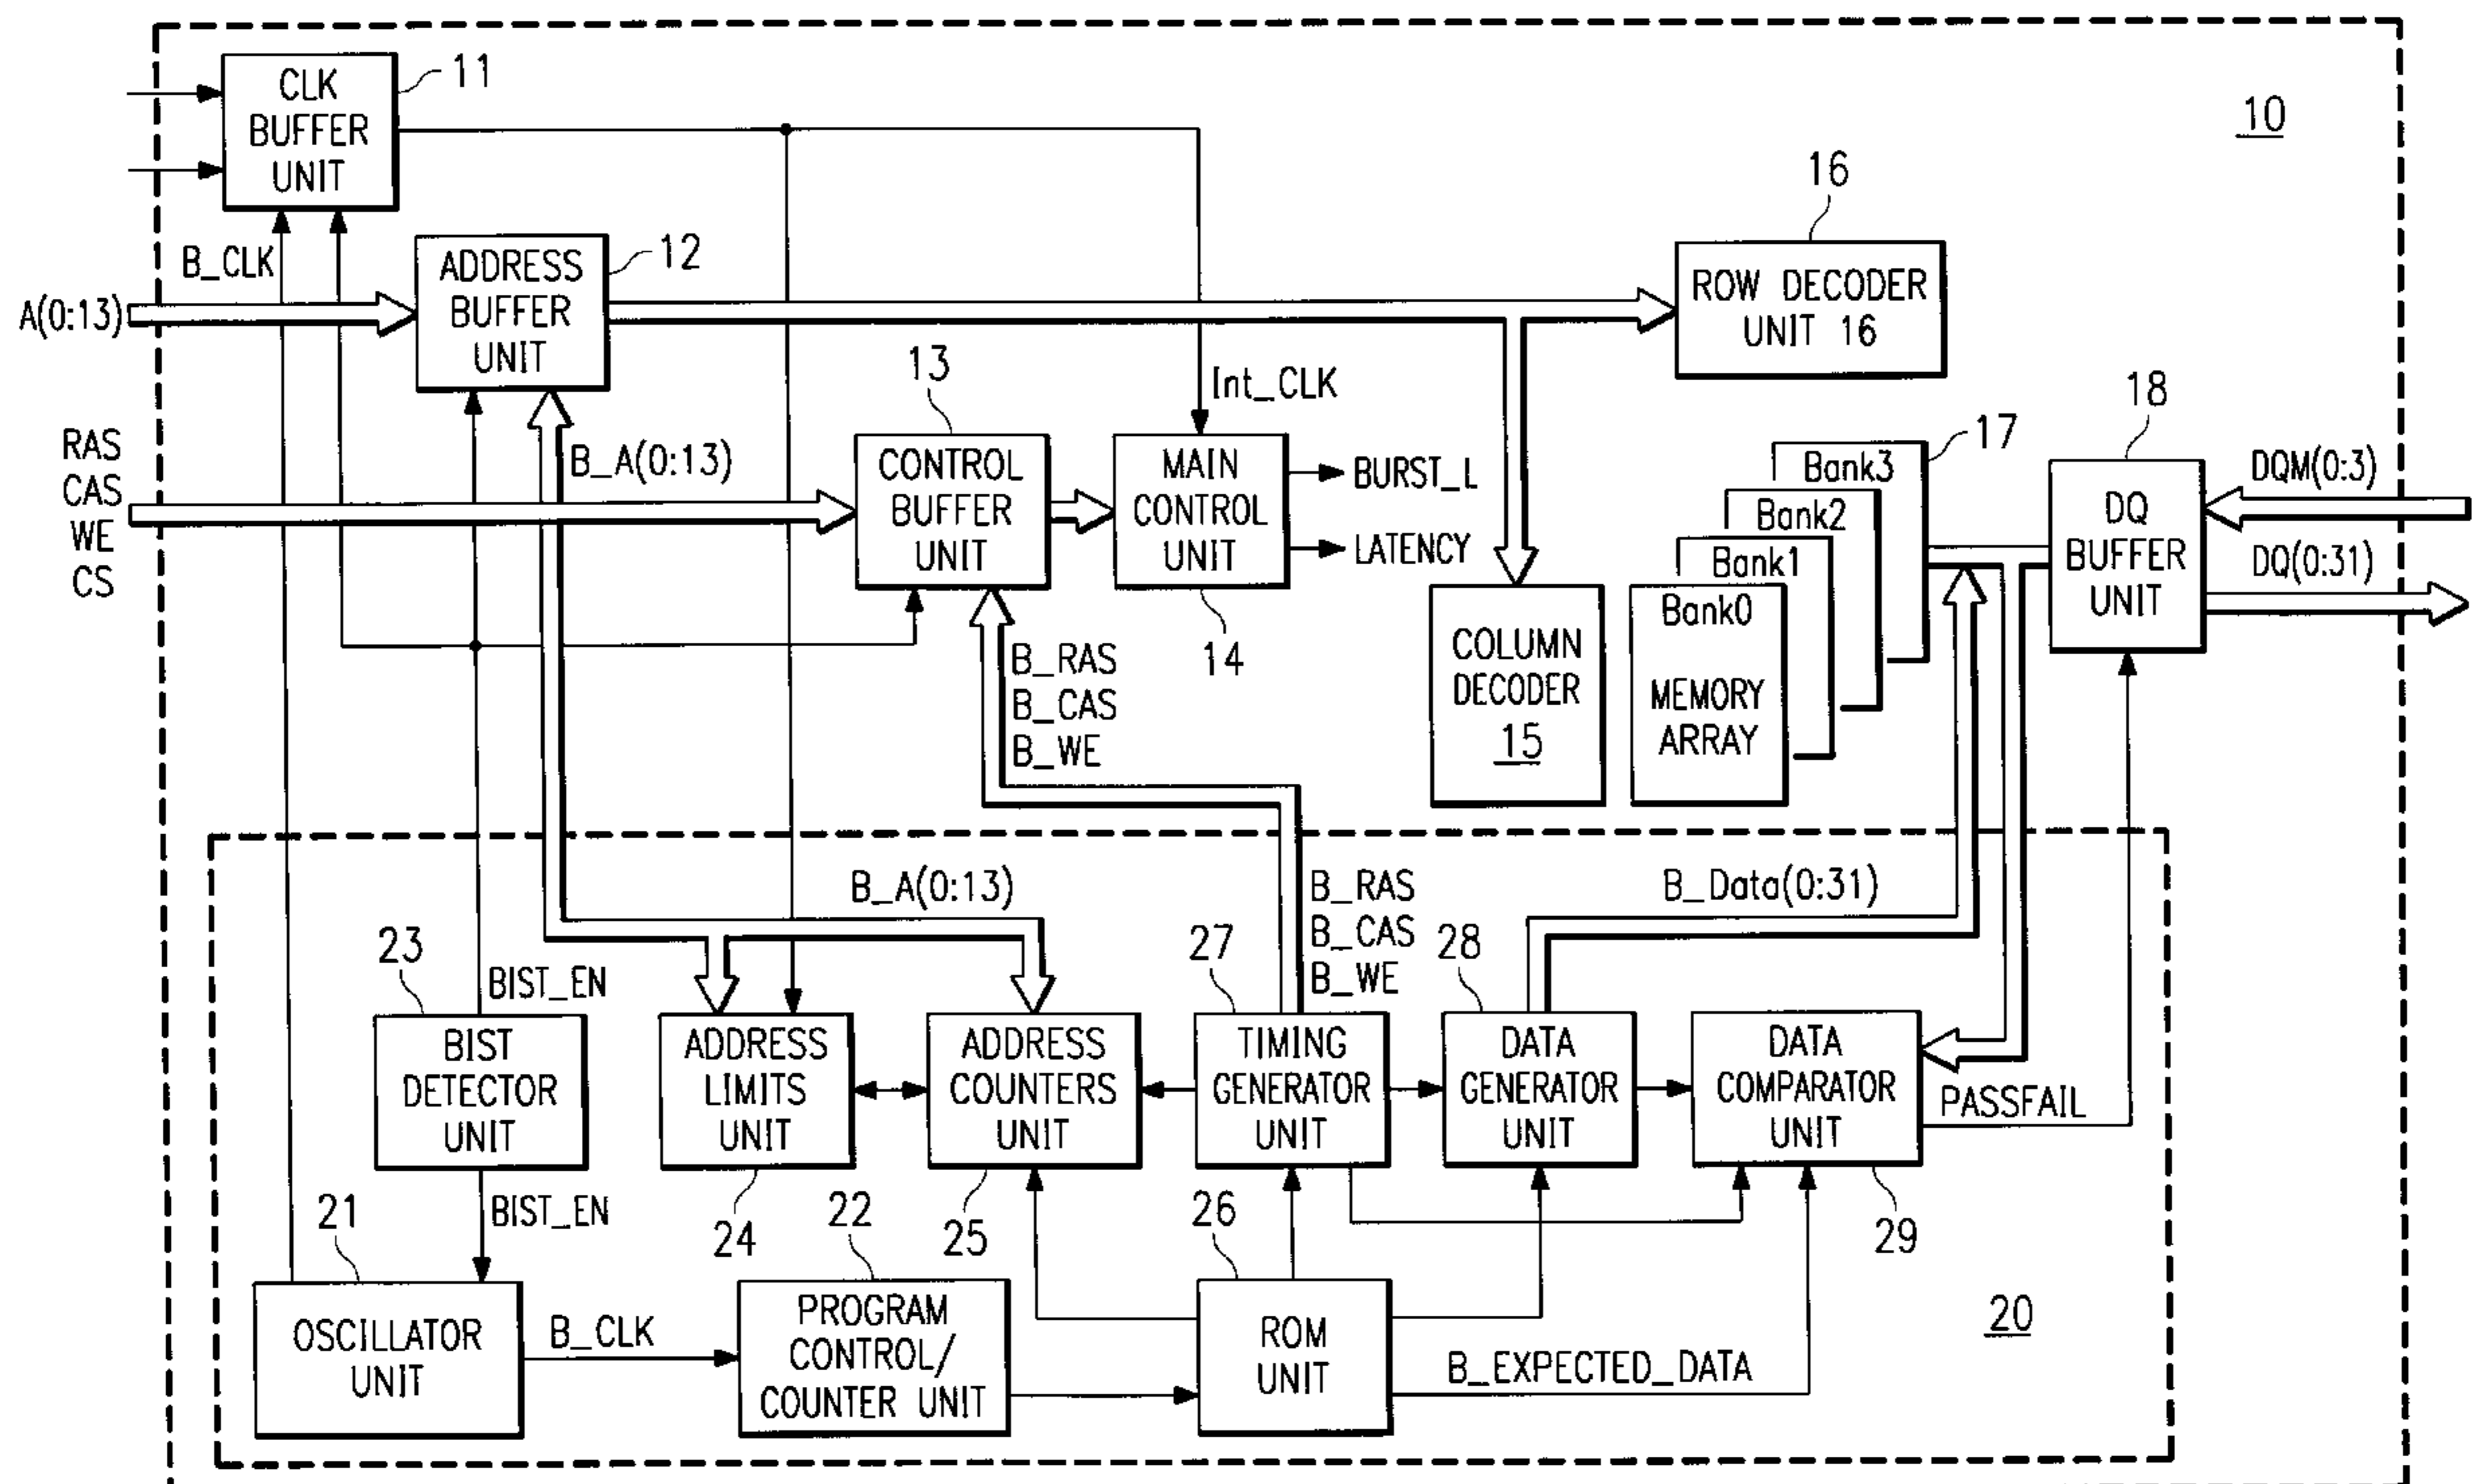 CLK
BUFFER
UNIT
11
10
B_CLK
ADDRESS
BUFFER
UNIT
12
A(0:13)
16
ROW DECODER
UNIT 16
RAS
CAS
WE
CS
B_A(0:13)
13
CONTROL
BUFFER
UNIT
Int_CLK
MAIN
CONTROL
UNIT
14
BURST_L
LATENCY
COLUMN
DECODER
15
17
Bank3
Bank2
Bank1
Bank0
MEMORY
ARRAY
18
DQ
BUFFER
UNIT
DQM(0:3)
DQ(0:31)
B_RAS
B_CAS
B_WE
B_A(0:13)
B_RAS
B_CAS
B_WE
B_Data(0:31)
23
BIST_EN
BIST
DETECTOR
UNIT
BIST_EN
ADDRESS
LIMITS
UNIT
24
ADDRESS
COUNTERS
UNIT
25
27
TIMING
GENERATOR
UNIT
28
DATA
GENERATOR
UNIT
DATA
COMPARATOR
UNIT
29
PASSFAIL
21
OSCILLATOR
UNIT
B_CLK
22
PROGRAM
CONTROL/
COUNTER UNIT
26
ROM
UNIT
B_EXPECTED_DATA
20